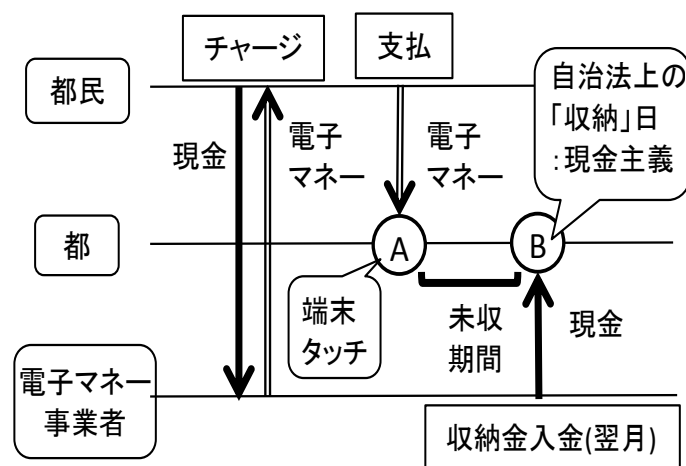 チャージ
支払
自治法上の
「収納」日
:現金主義
都民
現金
電子
マネー
電子
マネー
都
A
B
端末
タッチ
未収
期間
現金
電子マネー
事業者
収納金入金(翌月)